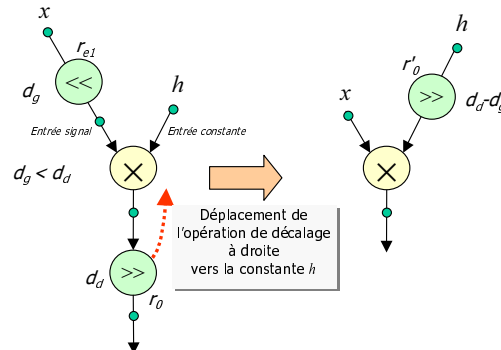 x
r_e1
<<
d_g
h
Entrée signal
Entrée constante
×
d_g < d_d
>>
d_d
r_0
Déplacement de
l'opération de décalage
à droite
vers la constante h
h
r'_0
>>
d_d-d_g
x
×